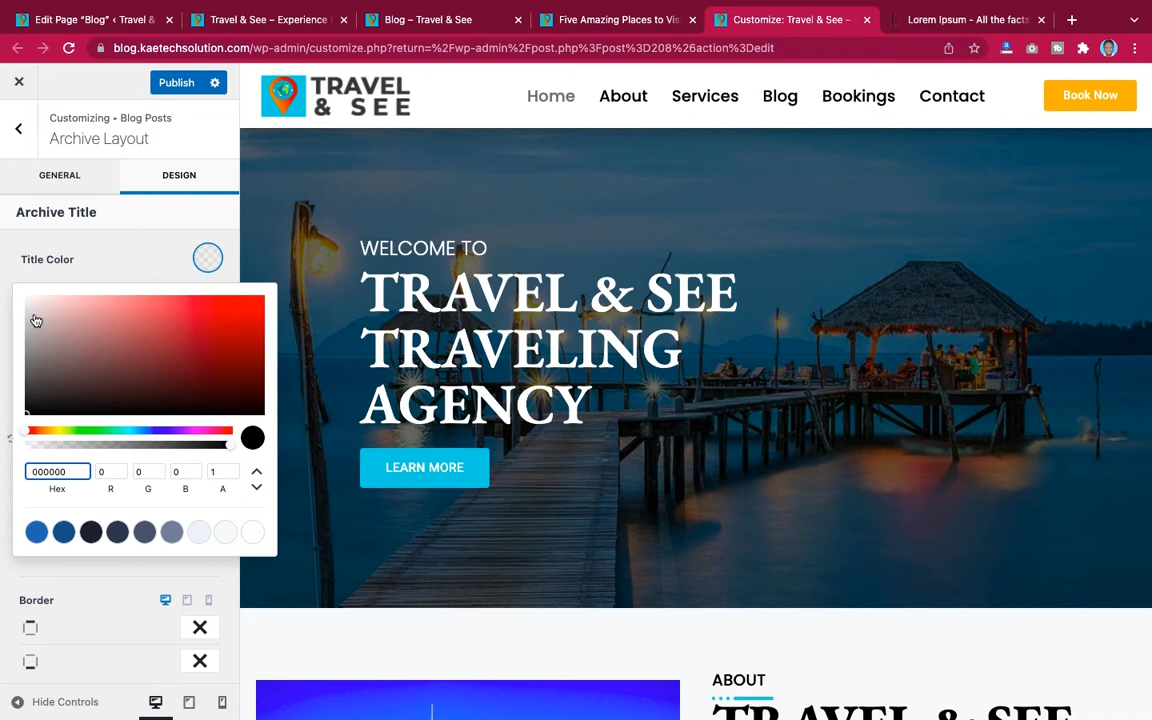 Edit Page “Blog” ‹ Travel &
Travel & See – Experience
Blog – Travel & See
Five Amazing Places to Vis
Customize: Travel & See –
Lorem Ipsum - All the facts
blog.kaetechsolution.com/wp-admin/customize.php?return=%2Fwp-admin%2Fpost.php%3Fpost%3D208%26action%3Dedit
Publish
Customizing • Blog Posts
Archive Layout
GENERAL
DESIGN
Archive Title
Title Color
000000
0
0
0
1
Hex
R
G
B
A
Border
Hide Controls
TRAVEL
& SEE
Home
About
Services
Blog
Bookings
Contact
Book Now
WELCOME TO
TRAVEL & SEE
TRAVELING
AGENCY
LEARN MORE
ABOUT
TRAVEL & SEE